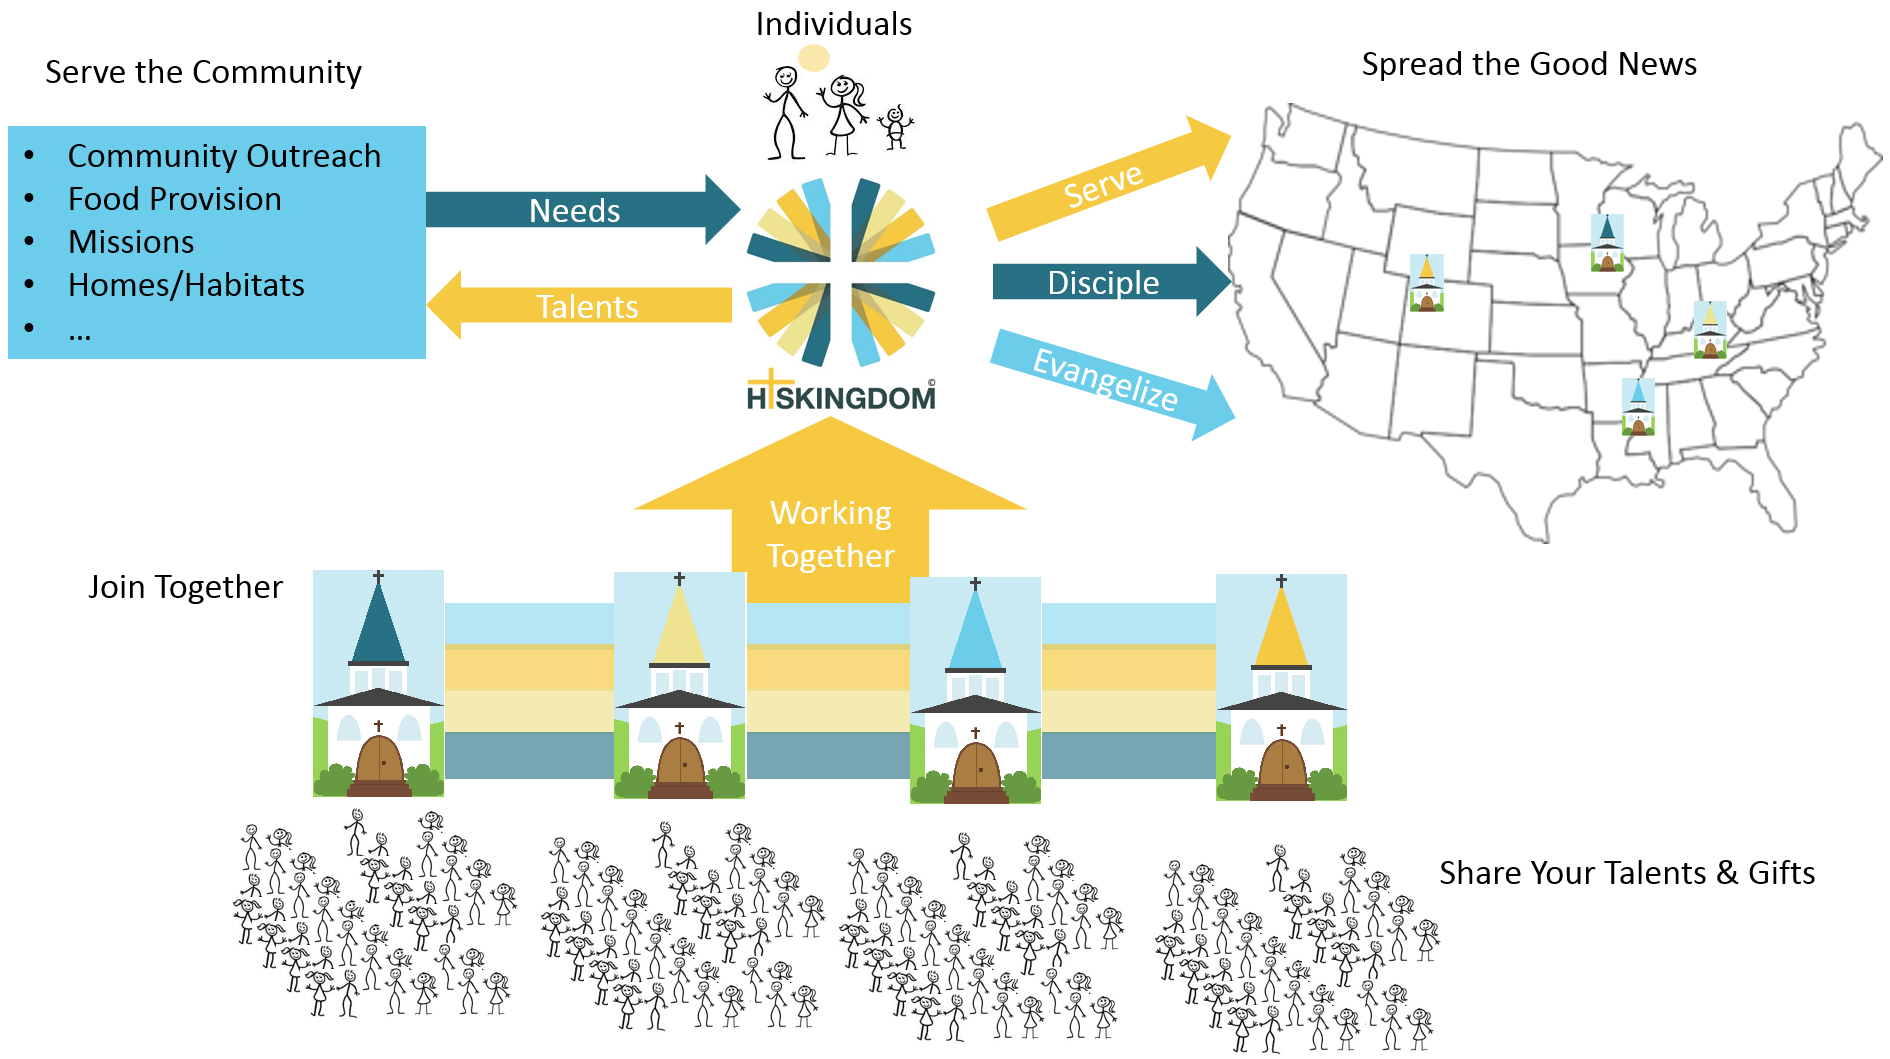 Individuals
Serve the Community
Spread the Good News
• Community Outreach
• Food Provision
• Missions
• Homes/Habitats
• ...
Needs
Talents
Serve
Disciple
Evangelize
HISKINGDOM©
Working
Together
Join Together
Share Your Talents & Gifts